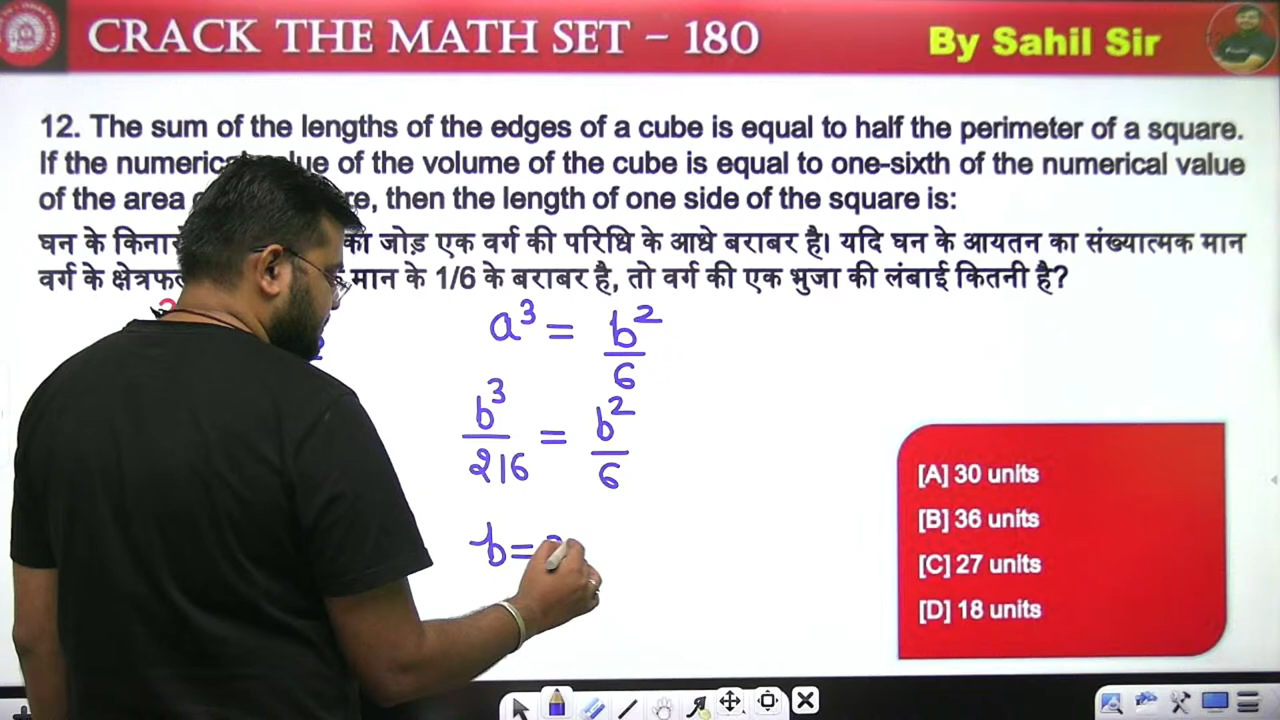 CRACK THE MATH SET – 180
By Sahil Sir
12. The sum of the lengths of the edges of a cube is equal to half the perimeter of a square.
If the numerical value of the volume of the cube is equal to one-sixth of the numerical value
of the area then the length of one side of the square is:
घन के का जोड़ एक वर्ग की परिधि के आधे बराबर है। यदि घन के आयतन का संख्यात्मक मान
वर्ग के मान के 1/6 के बराबर है, तो वर्ग की एक भुजा की लंबाई कितनी है?
a³ = b²/6
b³/216 = b²/6
b =
[A] 30 units
[B] 36 units
[C] 27 units
[D] 18 units